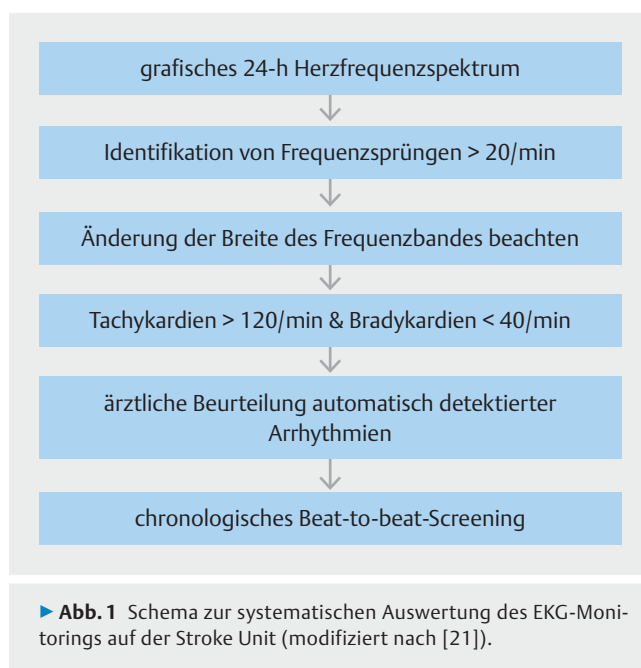 grafisches 24-h Herzfrequenzspektrum
Identifikation von Frequenzsprüngen > 20/min
Änderung der Breite des Frequenzbandes beachten
Tachykardien > 120/min & Bradykardien < 40/min
ärztliche Beurteilung automatisch detektierter
Arrhythmien
chronologisches Beat-to-beat-Screening
▶ Abb. 1 Schema zur systematischen Auswertung des EKG-Moni-
torings auf der Stroke Unit (modifiziert nach [21]).